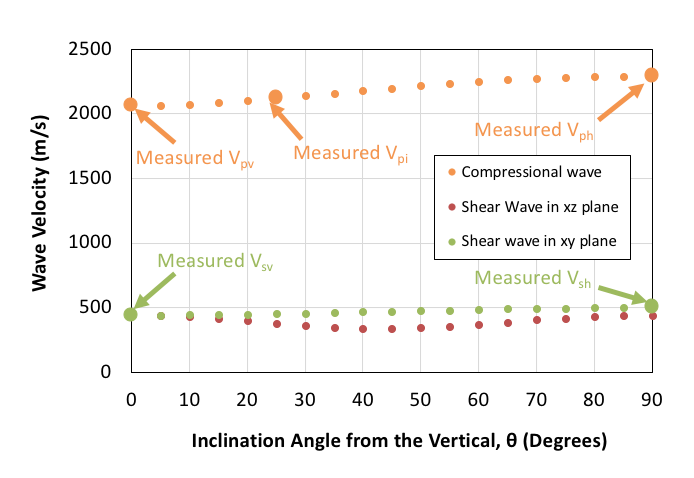 2500
2000
1500
1000
500
0
Wave Velocity (m/s)
Measured Vpv
Measured Vpi
Measured Vph
Compressional wave
Shear Wave in xz plane
Shear wave in xy plane
Measured Vsv
Measured Vsh
0 10 20 30 40 50 60 70 80 90
Inclination Angle from the Vertical, θ (Degrees)